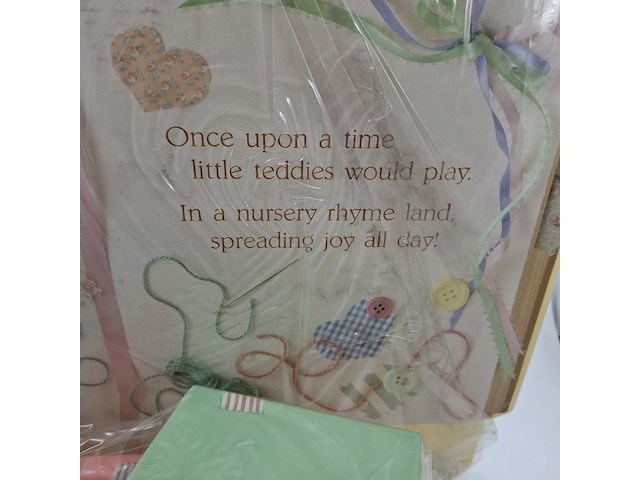 Once upon a time
little teddies would play.
In a nursery rhyme land,
spreading joy all day!